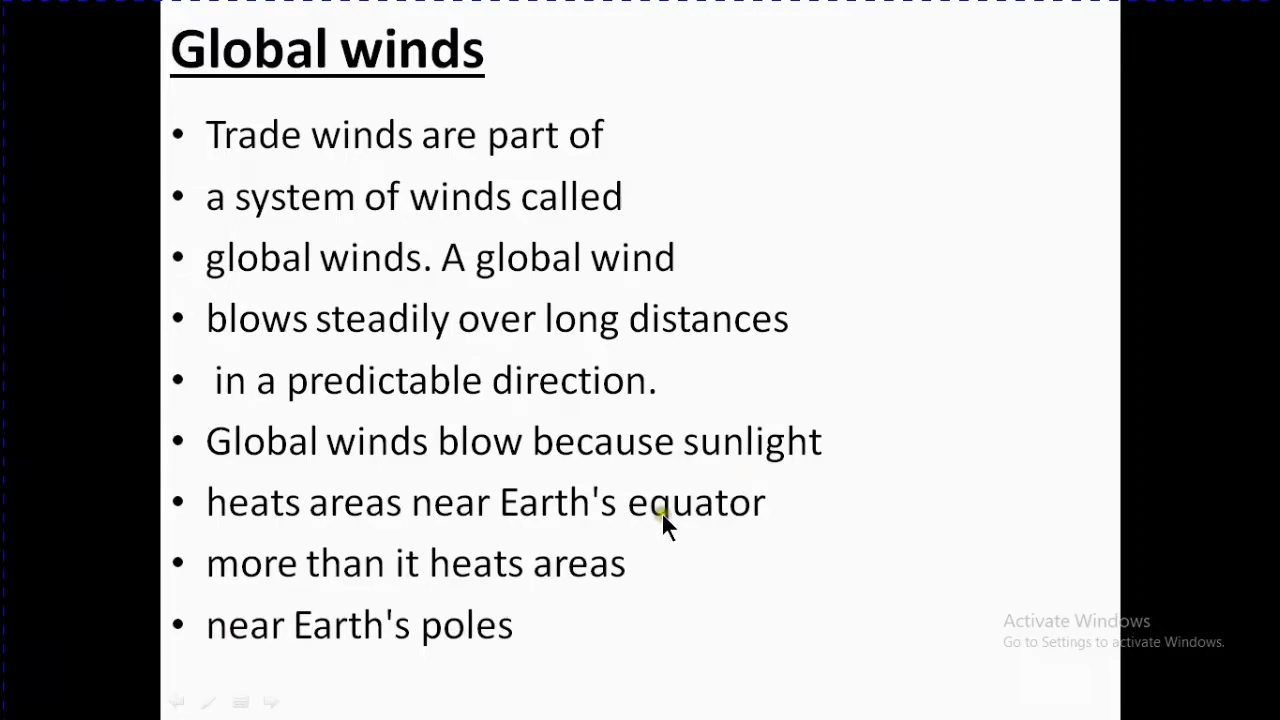 Global winds
• Trade winds are part of
• a system of winds called
• global winds. A global wind
• blows steadily over long distances
• in a predictable direction.
• Global winds blow because sunlight
• heats areas near Earth's equator
• more than it heats areas
• near Earth's poles
Activate Windows
Go to Settings to activate Windows.